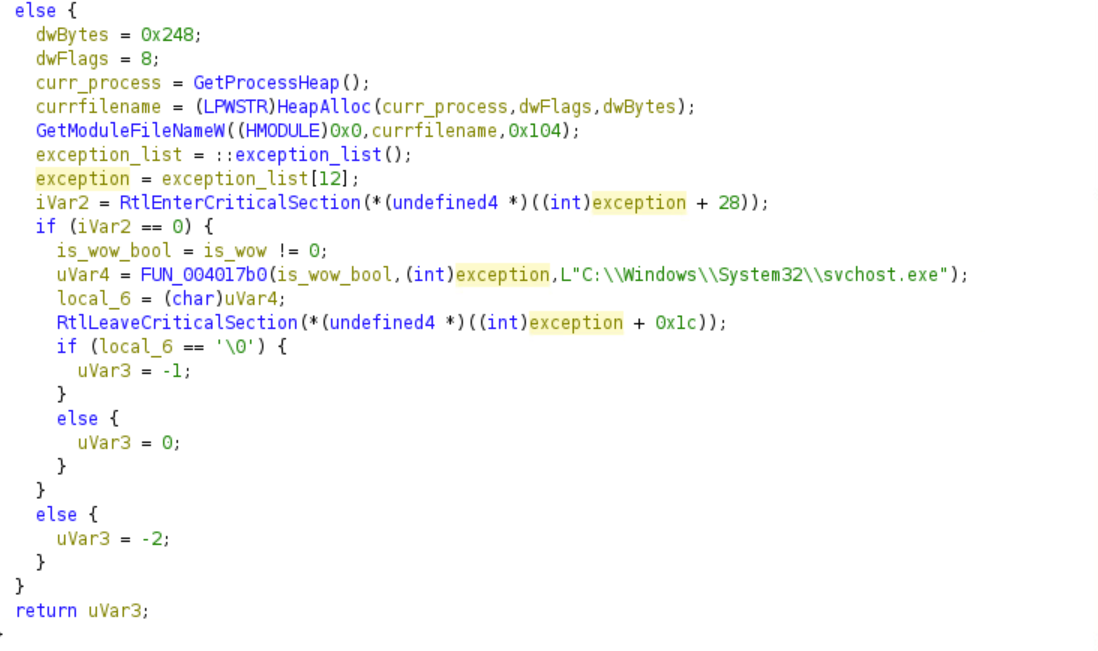 else {
dwBytes = 0x248;
dwFlags = 8;
curr_process = GetProcessHeap();
currfilename = (LPWSTR)HeapAlloc(curr_process,dwFlags,dwBytes);
GetModuleFileNameW((HMODULE)0x0,currfilename,0x104);
exception_list = ::exception_list();
exception = exception_list[12];
iVar2 = RtlEnterCriticalSection(*(undefined4 *)((int)exception + 28));
if (iVar2 == 0) {
is_wow_bool = is_wow != 0;
uVar4 = FUN_004017b0(is_wow_bool,(int)exception,L"C:\\Windows\\System32\\svchost.exe");
local_6 = (char)uVar4;
RtlLeaveCriticalSection(*(undefined4 *)((int)exception + 0x1c));
if (local_6 == '\0') {
uVar3 = -1;
}
else {
uVar3 = 0;
}
}
else {
uVar3 = -2;
}
}
return uVar3;